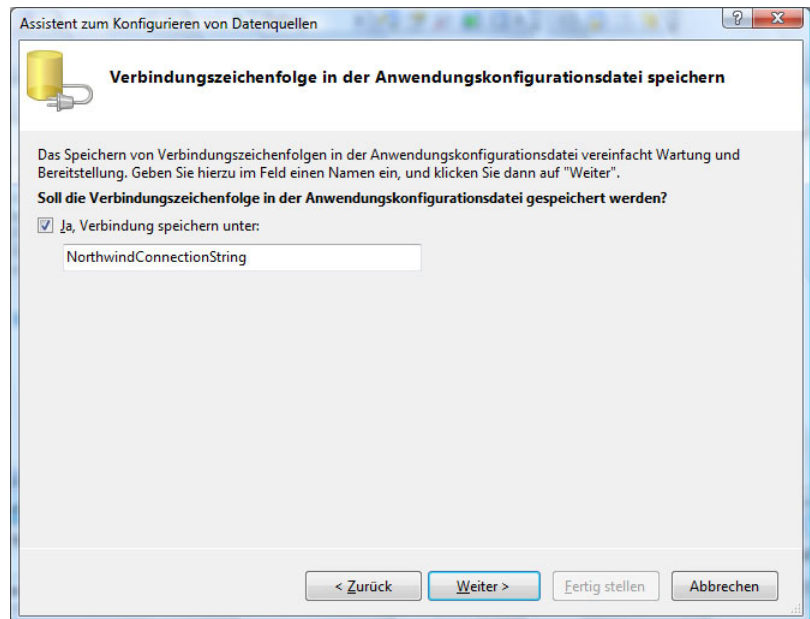 Assistent zum Konfigurieren von Datenquellen
Verbindungszeichenfolge in der Anwendungskonfigurationsdatei speichern
Das Speichern von Verbindungszeichenfolgen in der Anwendungskonfigurationsdatei vereinfacht Wartung und
Bereitstellung. Geben Sie hierzu im Feld einen Namen ein, und klicken Sie dann auf "Weiter".
Soll die Verbindungszeichenfolge in der Anwendungskonfigurationsdatei gespeichert werden?
Ja, Verbindung speichern unter:
NorthwindConnectionString
< Zurück Weiter > Fertig stellen Abbrechen